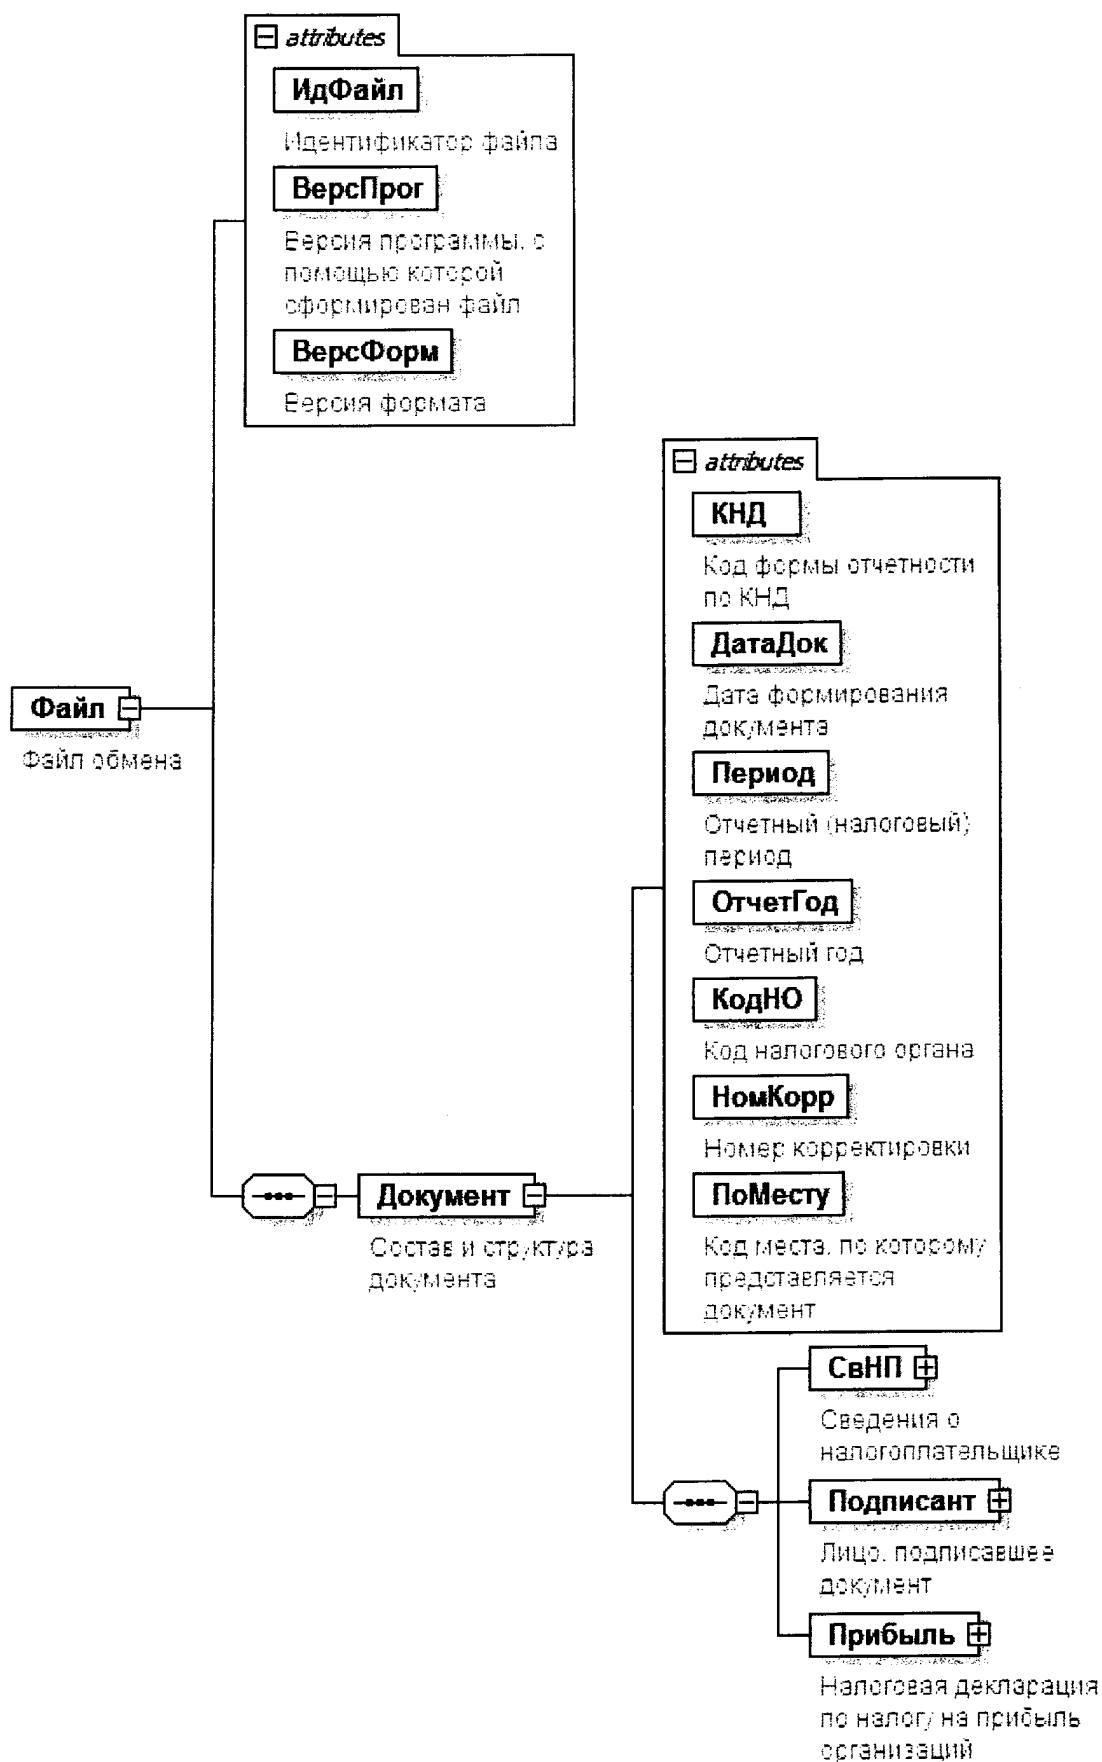 attributes
ИдФайл
Идентификатор файла
ВерсПрог
Версия программы, с
помощью которой
сформирован файл
ВерсФорм
Версия формата
Файл
Файл обмена
Документ
Состав и структура
документа
attributes
КНД
Код формы отчетности
по КНД
ДатаДок
Дата формирования
документа
Период
Отчетный (налоговый)
период
ОтчетГод
Отчетный год
КодНО
Код налогового органа
НомКорр
Номер корректировки
ПоМесту
Код места, по которому
представляется
документ
СвНП
Сведения о
налогоплательщике
Подписант
Лицо, подписавшее
документ
Прибыль
Налоговая декларация
по налогу на прибыль
организаций